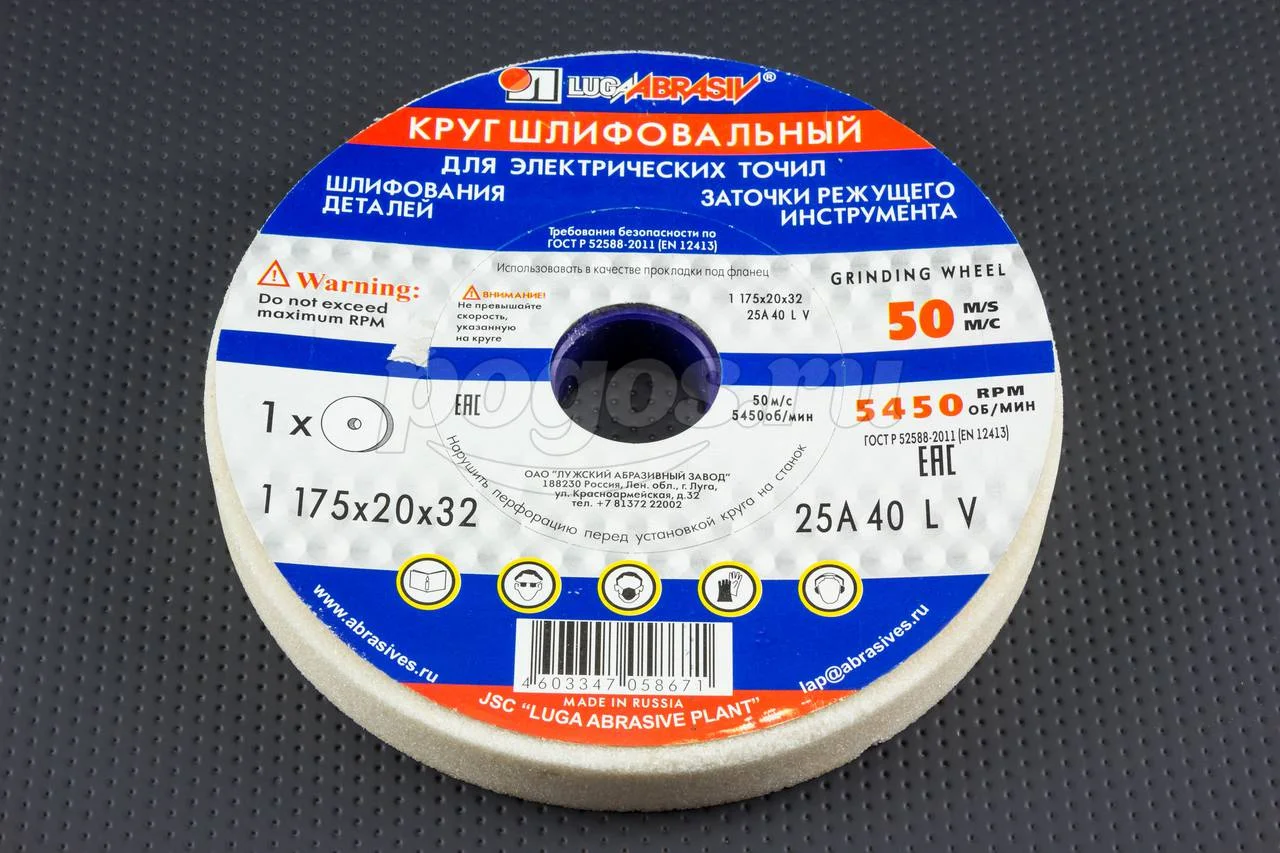 LUGAABRASIV®
КРУГ ШЛИФОВАЛЬНЫЙ
ДЛЯ ЭЛЕКТРИЧЕСКИХ ТОЧИЛ
ШЛИФОВАНИЯ
ДЕТАЛЕЙ
ЗАТОЧКИ РЕЖУЩЕГО
ИНСТРУМЕНТА
Требования безопасности по
ГОСТ Р 52588-2011 (EN 12413)
Использовавать в качестве прокладки под фланец
Warning:
Do not exceed
maximum RPM
ВНИМАНИЕ!
Не превышайте
скорость,
указанную
на круге
1 175x20x32
25A 40 L V
GRINDING WHEEL
50 M/S
М/С
pogos.ru
1 x
EAC
50 м/с
5450об/мин
5450 RPM
ОБ/МИН
ГОСТ Р 52588-2011 (EN 12413)
EAC
ОАО "ЛУЖСКИЙ АБРАЗИВНЫЙ ЗАВОД"
188230 Россия, Лен. обл., г. Луга,
ул. Красноармейская, д.32
тел. +7 81372 22002
Нарушить перфорацию перед установкой круга на станок
1 175x20x32
25A 40 L V
www.abrasives.ru
lap@abrasives.ru
4 603347 058671
MADE IN RUSSIA
JSC "LUGA ABRASIVE PLANT"